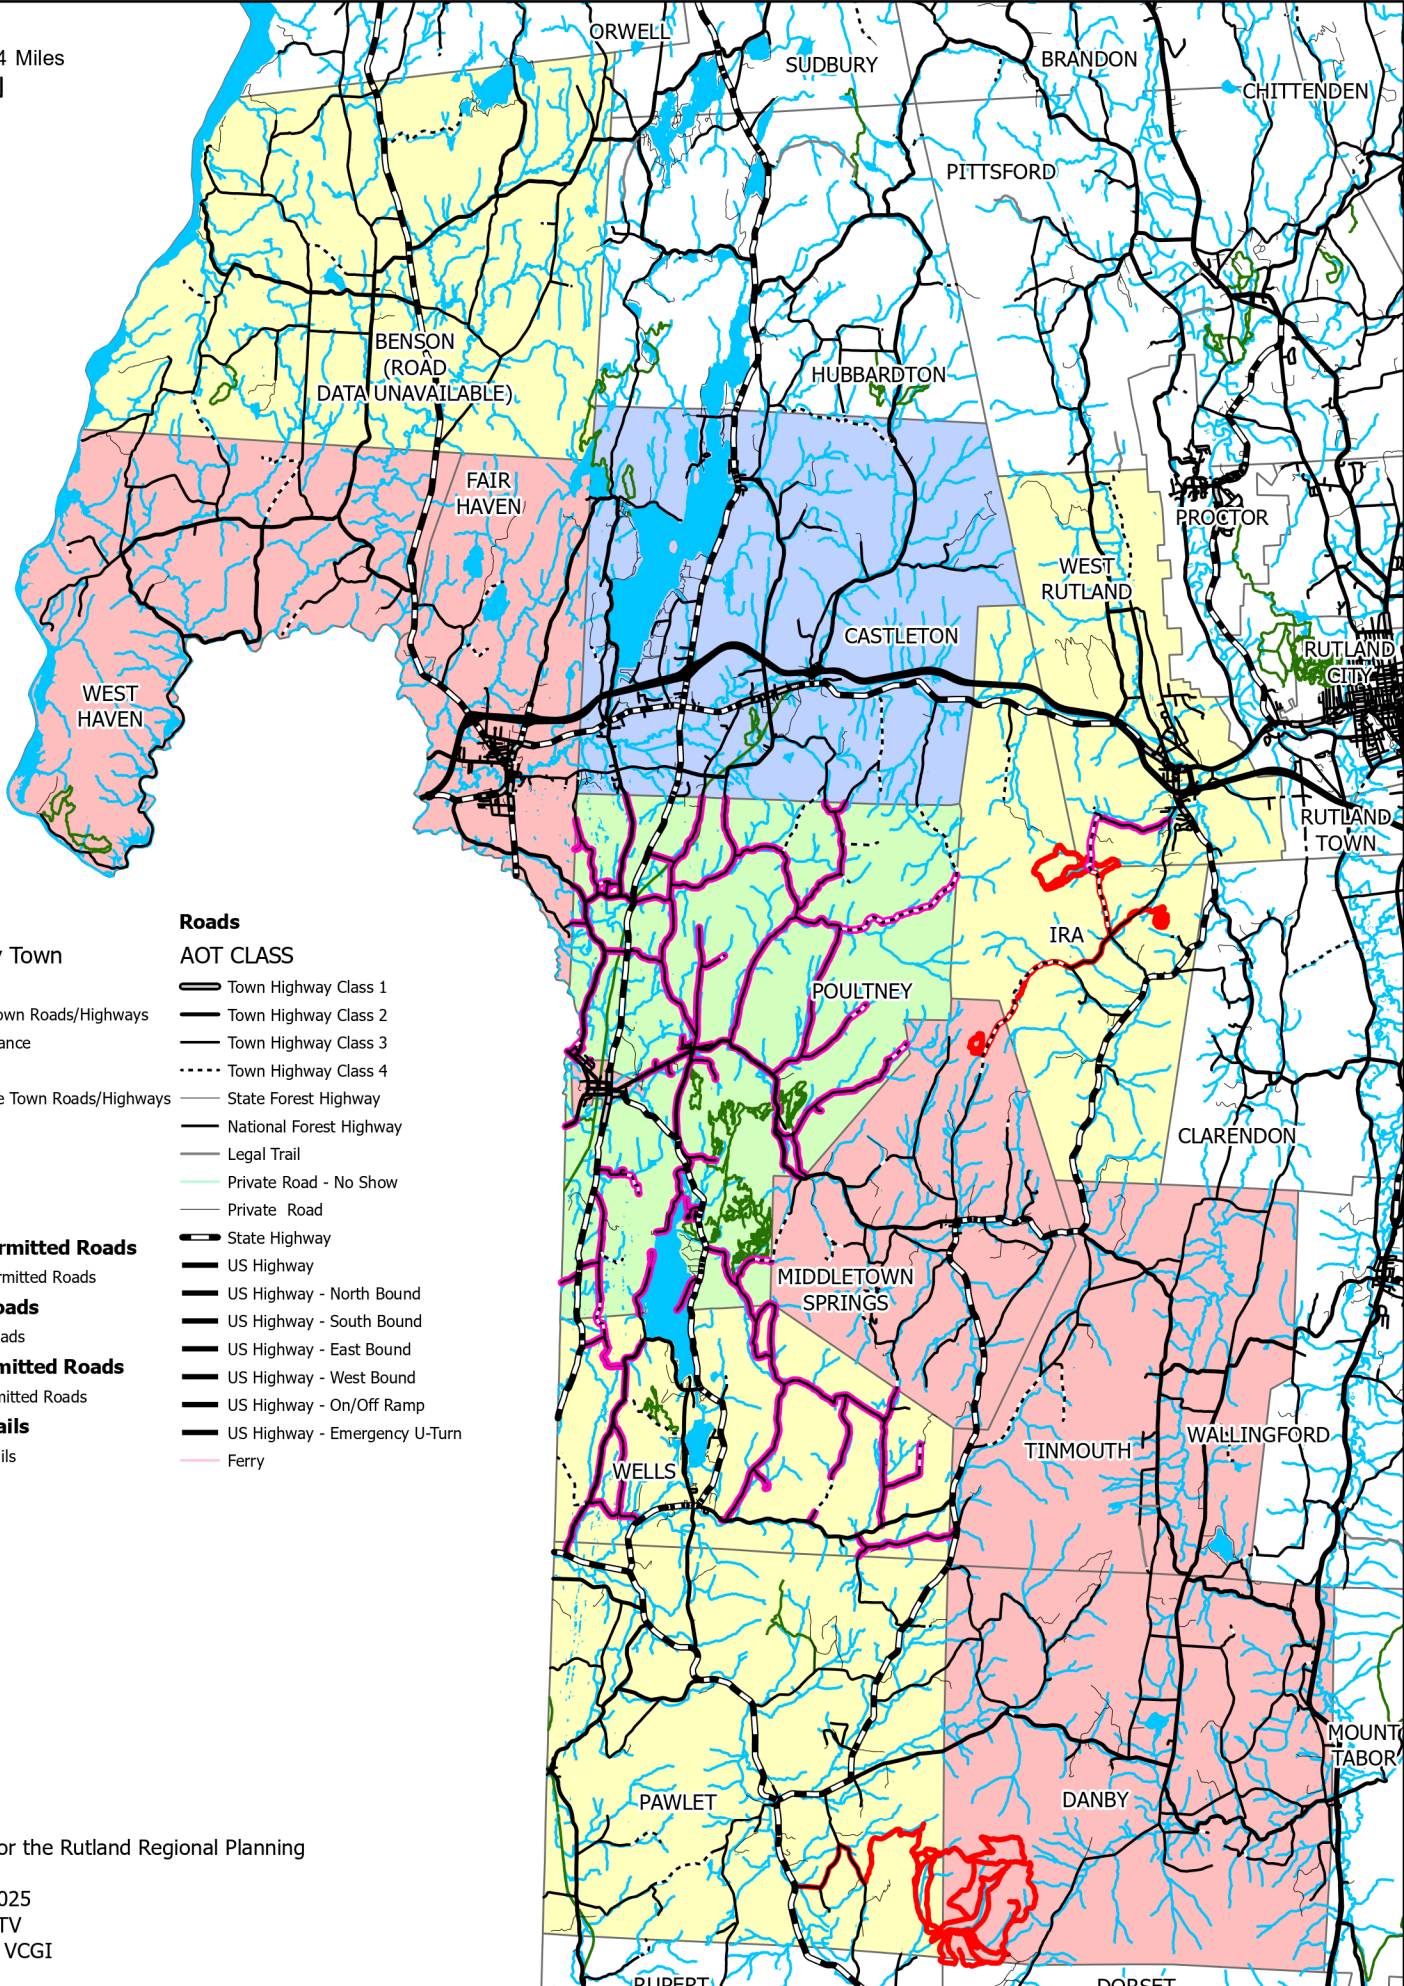 4 Miles
ORWELL
SUDBURY
BRANDON
CHITTENDEN
PITTSFORD
BENSON
(ROAD
DATA UNAVAILABLE)
HUBBARDTON
FAIR
HAVEN
PROCTOR
WEST
RUTLAND
CASTLETON
RUTLAND
CITY
WEST
HAVEN
RUTLAND
TOWN
IRA
POULTNEY
CLARENDON
MIDDLETOWN
SPRINGS
TINMOUTH
WALLINGFORD
WELLS
MOUNT
TABOR
PAWLET
DANBY
RUPERT
DORSET
y Town
own Roads/Highways
ance
e Town Roads/Highways
rmitted Roads
rmitted Roads
oads
ads
mitted Roads
mitted Roads
ails
ils
Roads
AOT CLASS
Town Highway Class 1
Town Highway Class 2
Town Highway Class 3
Town Highway Class 4
State Forest Highway
National Forest Highway
Legal Trail
Private Road - No Show
Private Road
State Highway
US Highway
US Highway - North Bound
US Highway - South Bound
US Highway - East Bound
US Highway - West Bound
US Highway - On/Off Ramp
US Highway - Emergency U-Turn
Ferry
or the Rutland Regional Planning
025
TV
VCGI